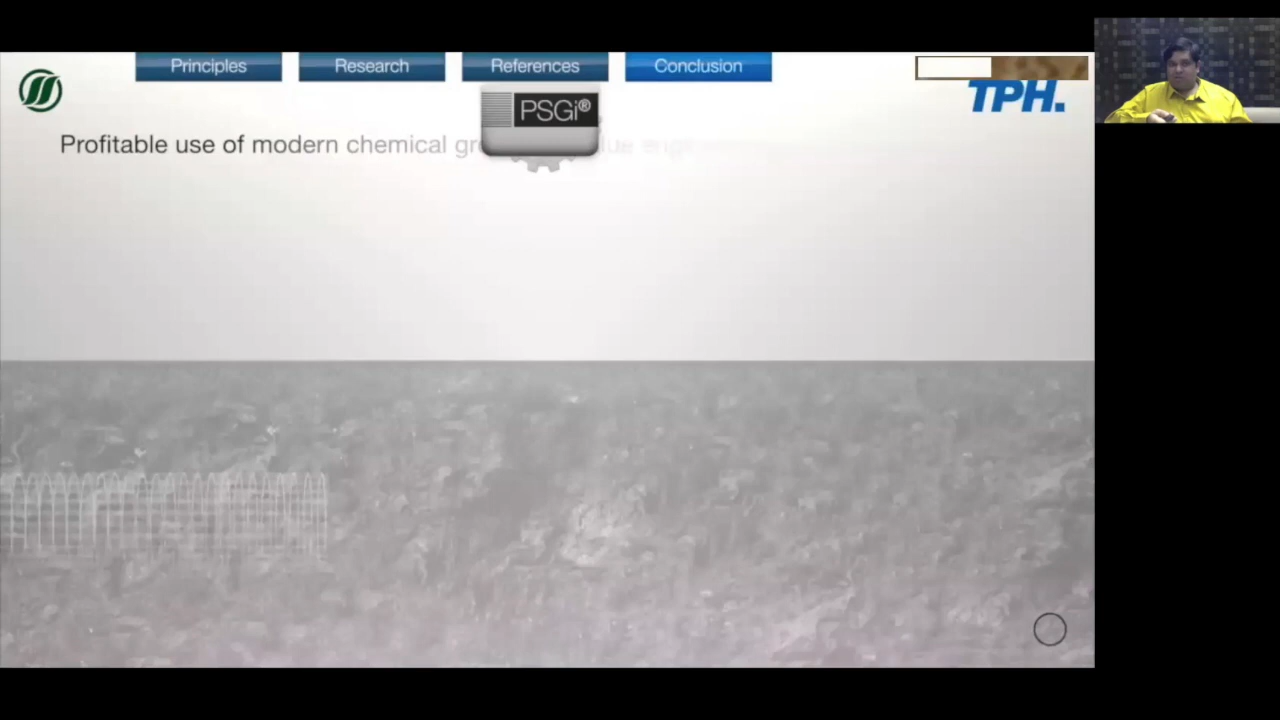 Principles Research References Conclusion
TPH.
PSGi®
Profitable use of modern chemical